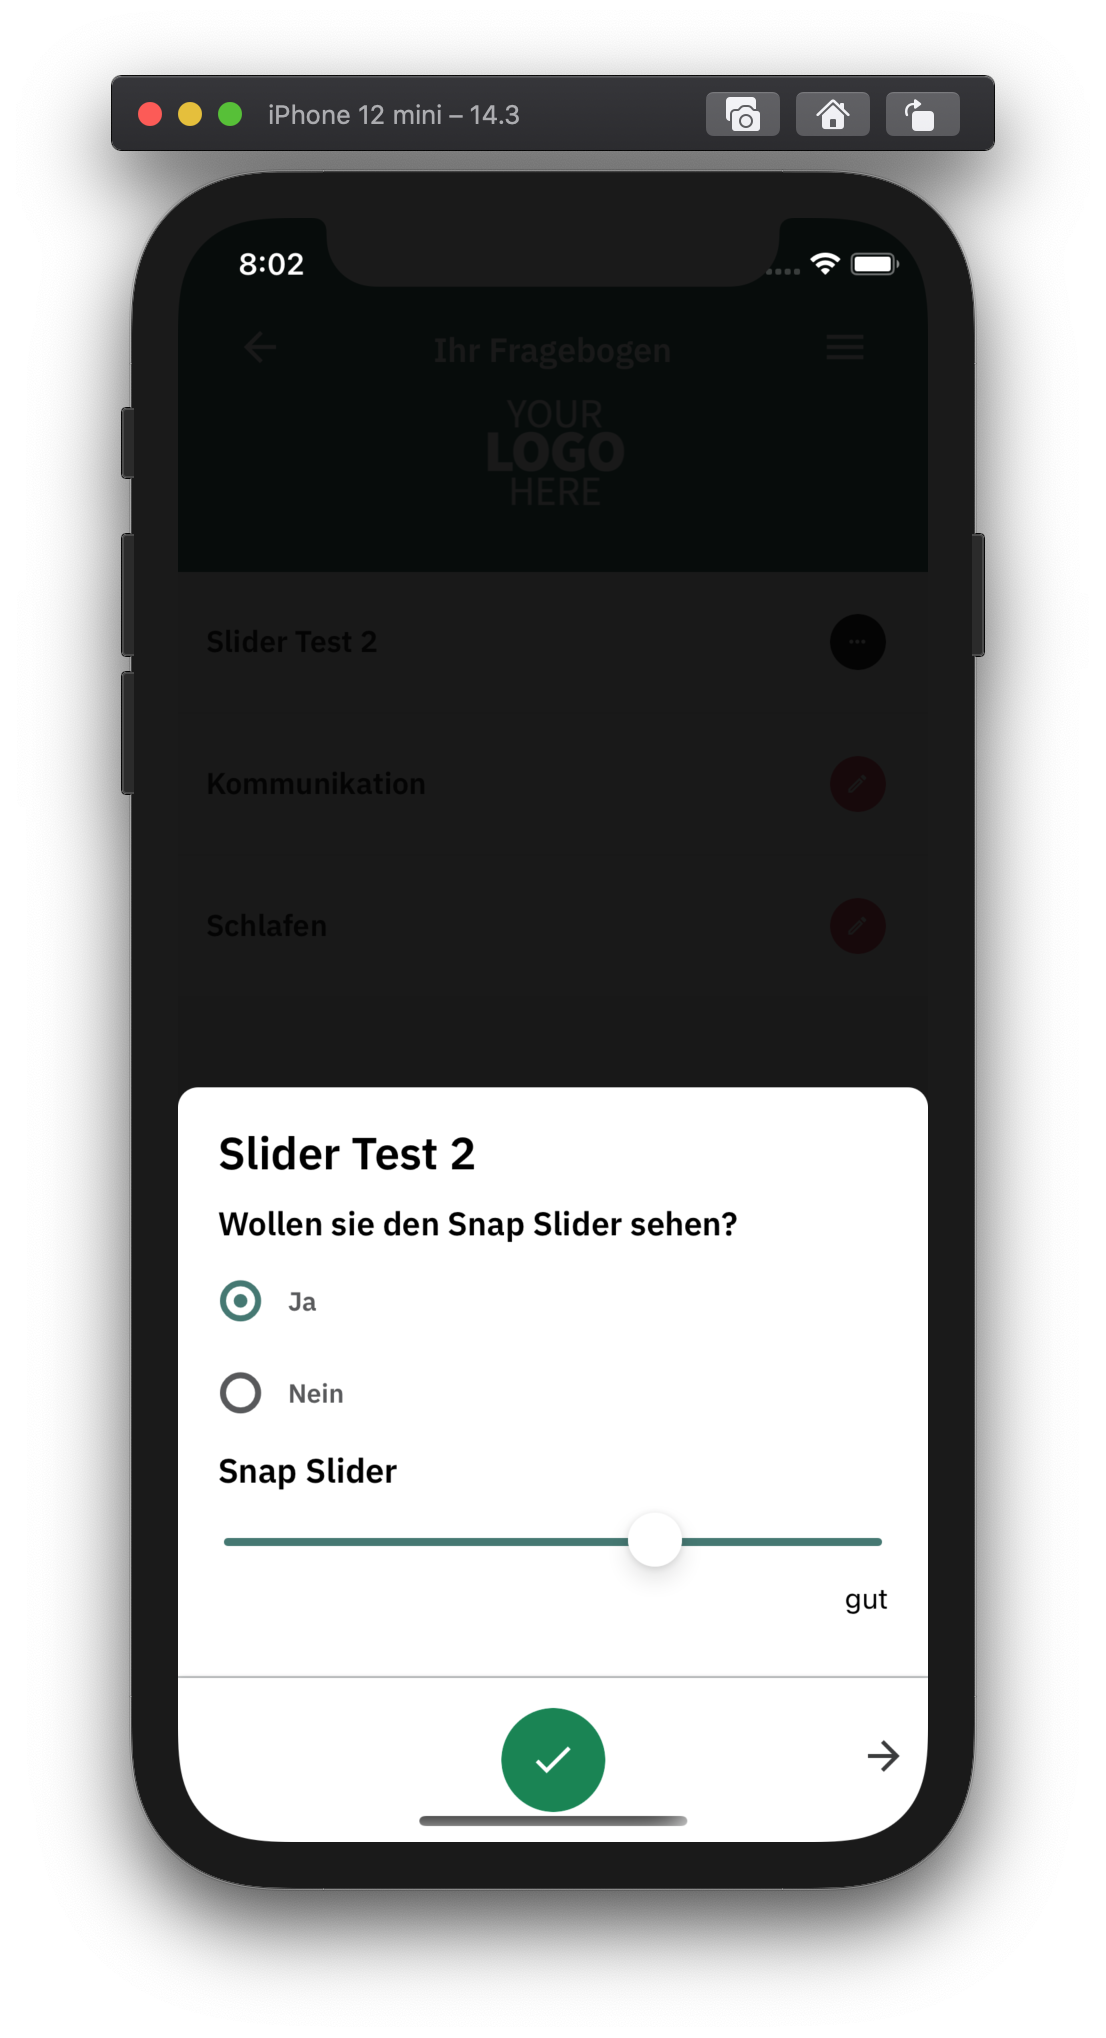 iPhone 12 mini – 14.3
8:02
Ihr Fragebogen
YOUR
LOGO
HERE
Slider Test 2
Kommunikation
Schlafen
Slider Test 2
Wollen sie den Snap Slider sehen?
Ja
Nein
Snap Slider
gut